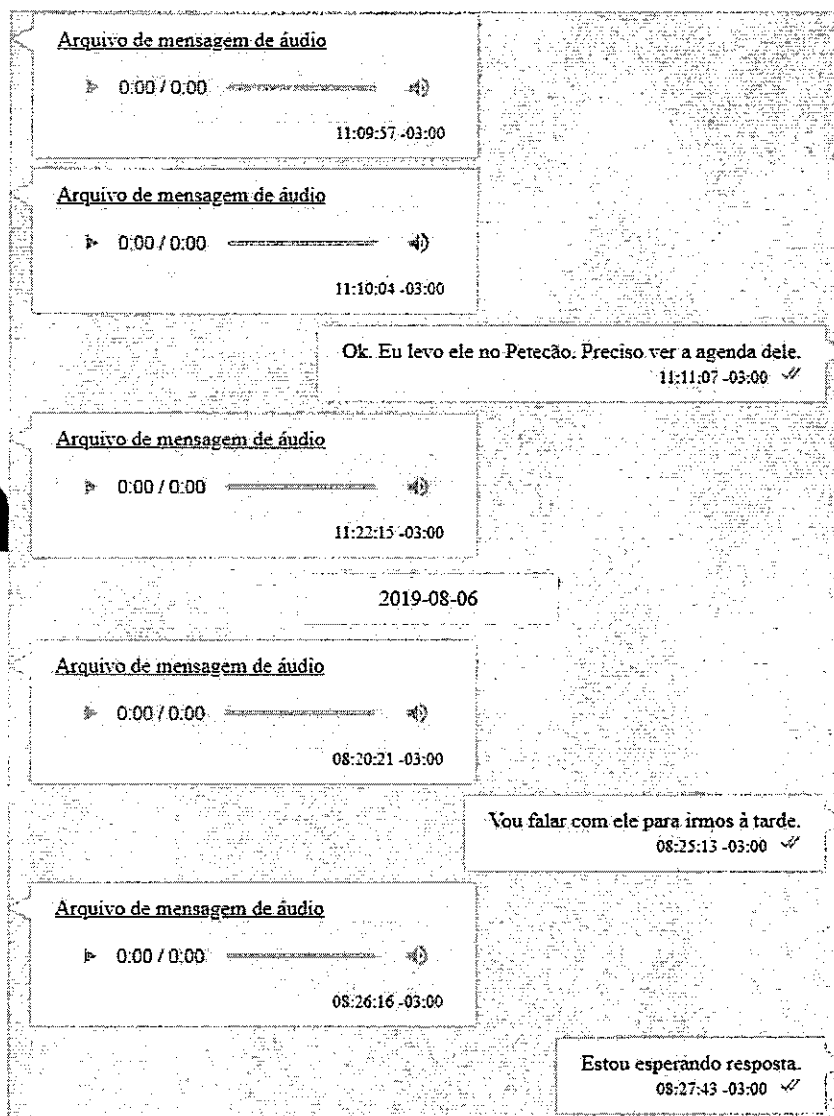 Arquivo de mensagem de áudio
0:00 / 0:00
11:09:57 -03:00
Arquivo de mensagem de áudio
0:00 / 0:00
11:10:04 -03:00
Ok. Eu levo ele no Petecão. Preciso ver a agenda dele.
11:11:07 -03:00
Arquivo de mensagem de áudio
0:00 / 0:00
11:22:15 -03:00
2019-08-06
Arquivo de mensagem de áudio
0:00 / 0:00
08:20:21 -03:00
Vou falar com ele para irmos à tarde.
08:25:13 -03:00
Arquivo de mensagem de áudio
0:00 / 0:00
08:26:16 -03:00
Estou esperando resposta.
08:27:43 -03:00